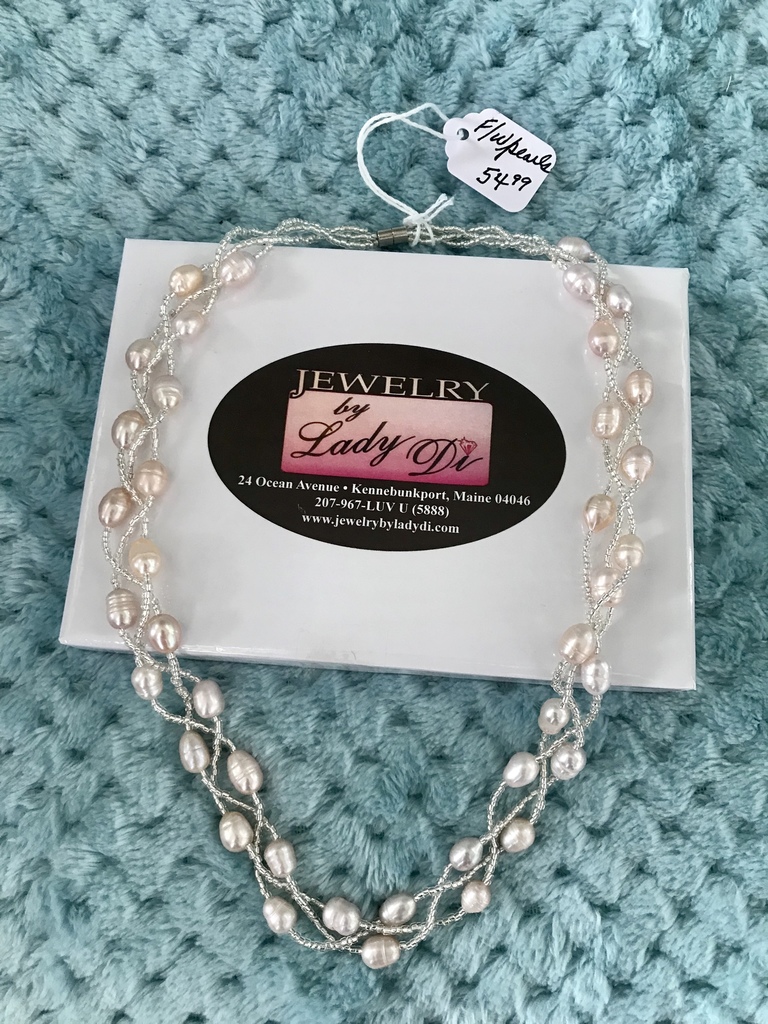 F/W pearls
54.99
JEWELRY
by
Lady Di
24 Ocean Avenue • Kennebunkport, Maine 04046
207-967-LUV U (5888)
www.jewelrybyladydi.com